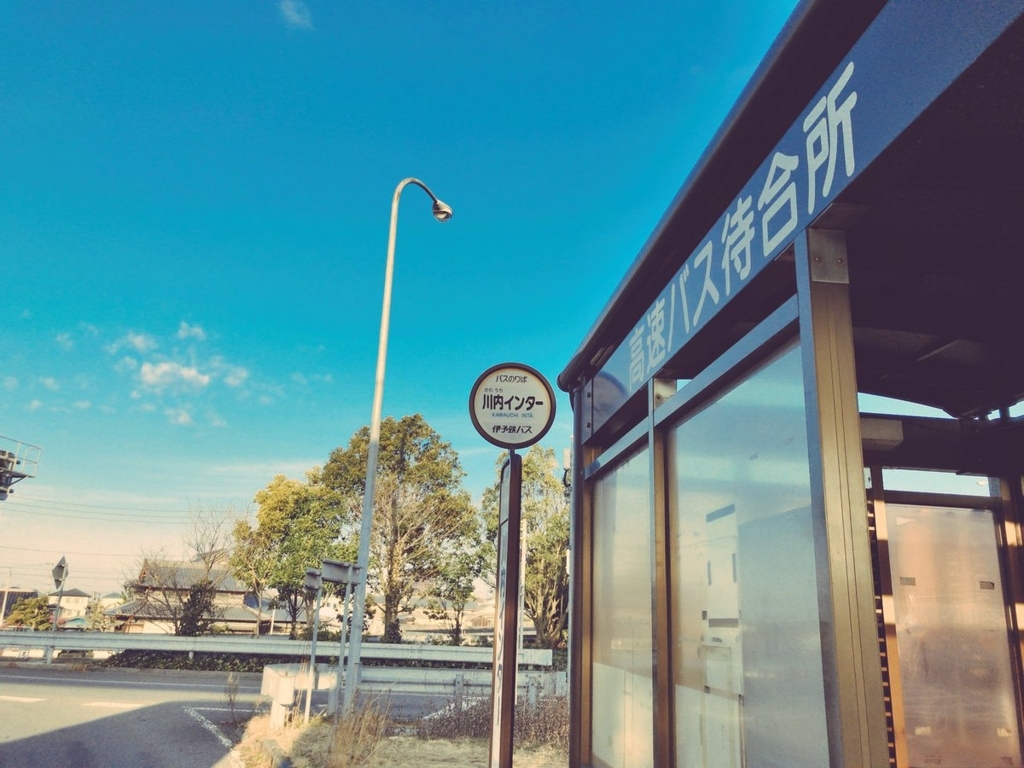 バスのりば
かわ うち
川内インター
KAWAUCHI INTA
伊予鉄バス
高速バス待合所